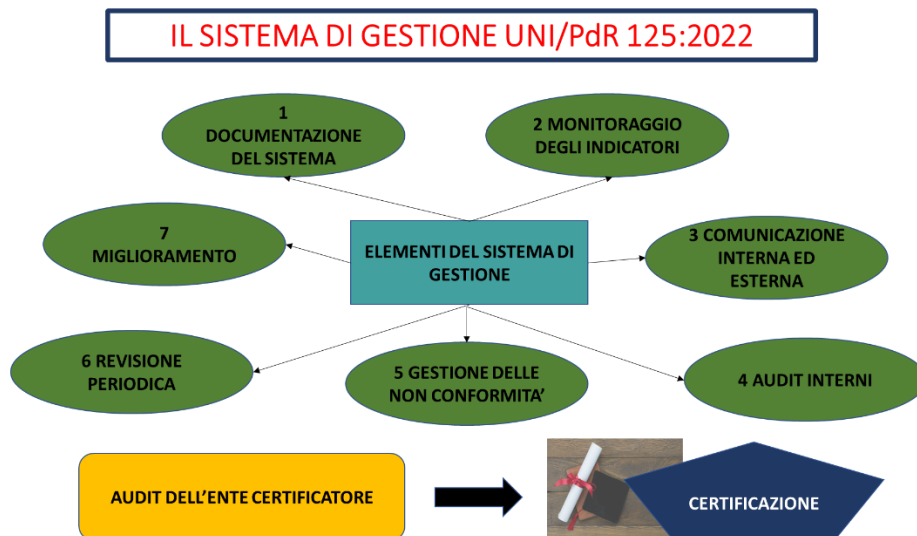 IL SISTEMA DI GESTIONE UNI/PdR 125:2022
1
DOCUMENTAZIONE
DEL SISTEMA
2 MONITORAGGIO
DEGLI INDICATORI
7
MIGLIORAMENTO
ELEMENTI DEL SISTEMA DI
GESTIONE
3 COMUNICAZIONE
INTERNA ED
ESTERNA
6 REVISIONE
PERIODICA
5 GESTIONE DELLE
NON CONFORMITA’
4 AUDIT INTERNI
AUDIT DELL’ENTE CERTIFICATORE
CERTIFICAZIONE